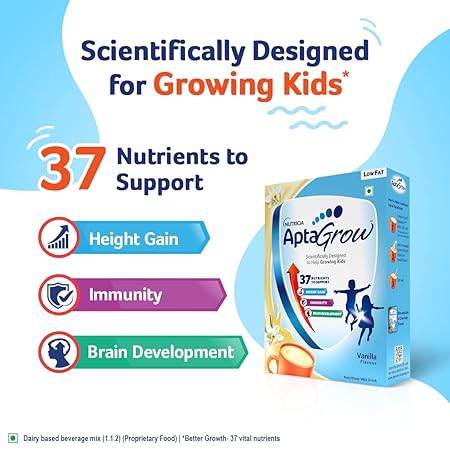 Scientifically Designed
for Growing Kids*
37 Nutrients to
Support
Height Gain
Immunity
Brain Development
LOW FAT
NUTRICIA
AptaGrow
Scientifically Designed
to Help Growing Kids
37 NUTRIENTS
TO SUPPORT
HEIGHT GAIN
IMMUNITY
BRAIN DEVELOPMENT
Vanilla
Flavour
AptaGrow
Dairy based beverage mix (1.1.2) (Proprietary Food) | *Better Growth- 37 vital nutrients